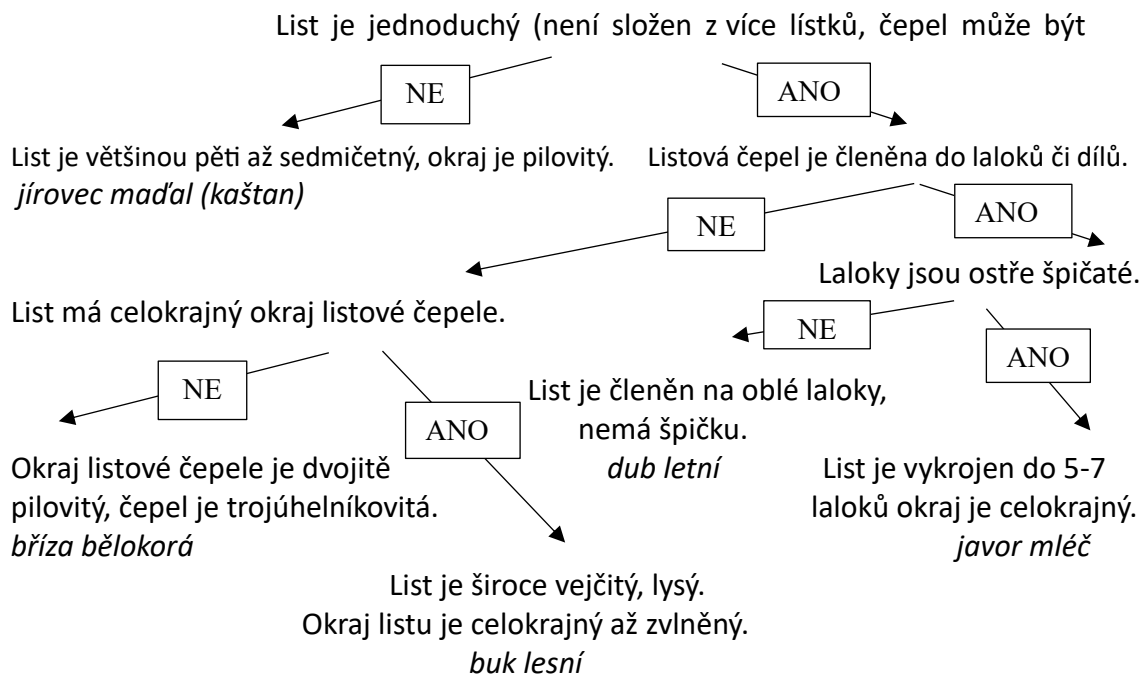 List je jednoduchý (není složen z více lístků, čepel může být
NE
ANO
List je většinou pěti až sedmičetný, okraj je pilovitý.
jírovec maďal (kaštan)
Listová čepel je členěna do laloků či dílů.
NE
ANO
List má celokrajný okraj listové čepele.
Laloky jsou ostře špičaté.
NE
ANO
NE
ANO
Okraj listové čepele je dvojitě
pilovitý, čepel je trojúhelníkovitá.
bříza bělokorá
List je široce vejčitý, lysý.
Okraj listu je celokrajný až zvlněný.
buk lesní
List je členěn na oblé laloky,
nemá špičku.
dub letní
List je vykrojen do 5-7
laloků okraj je celokrajný.
javor mléč